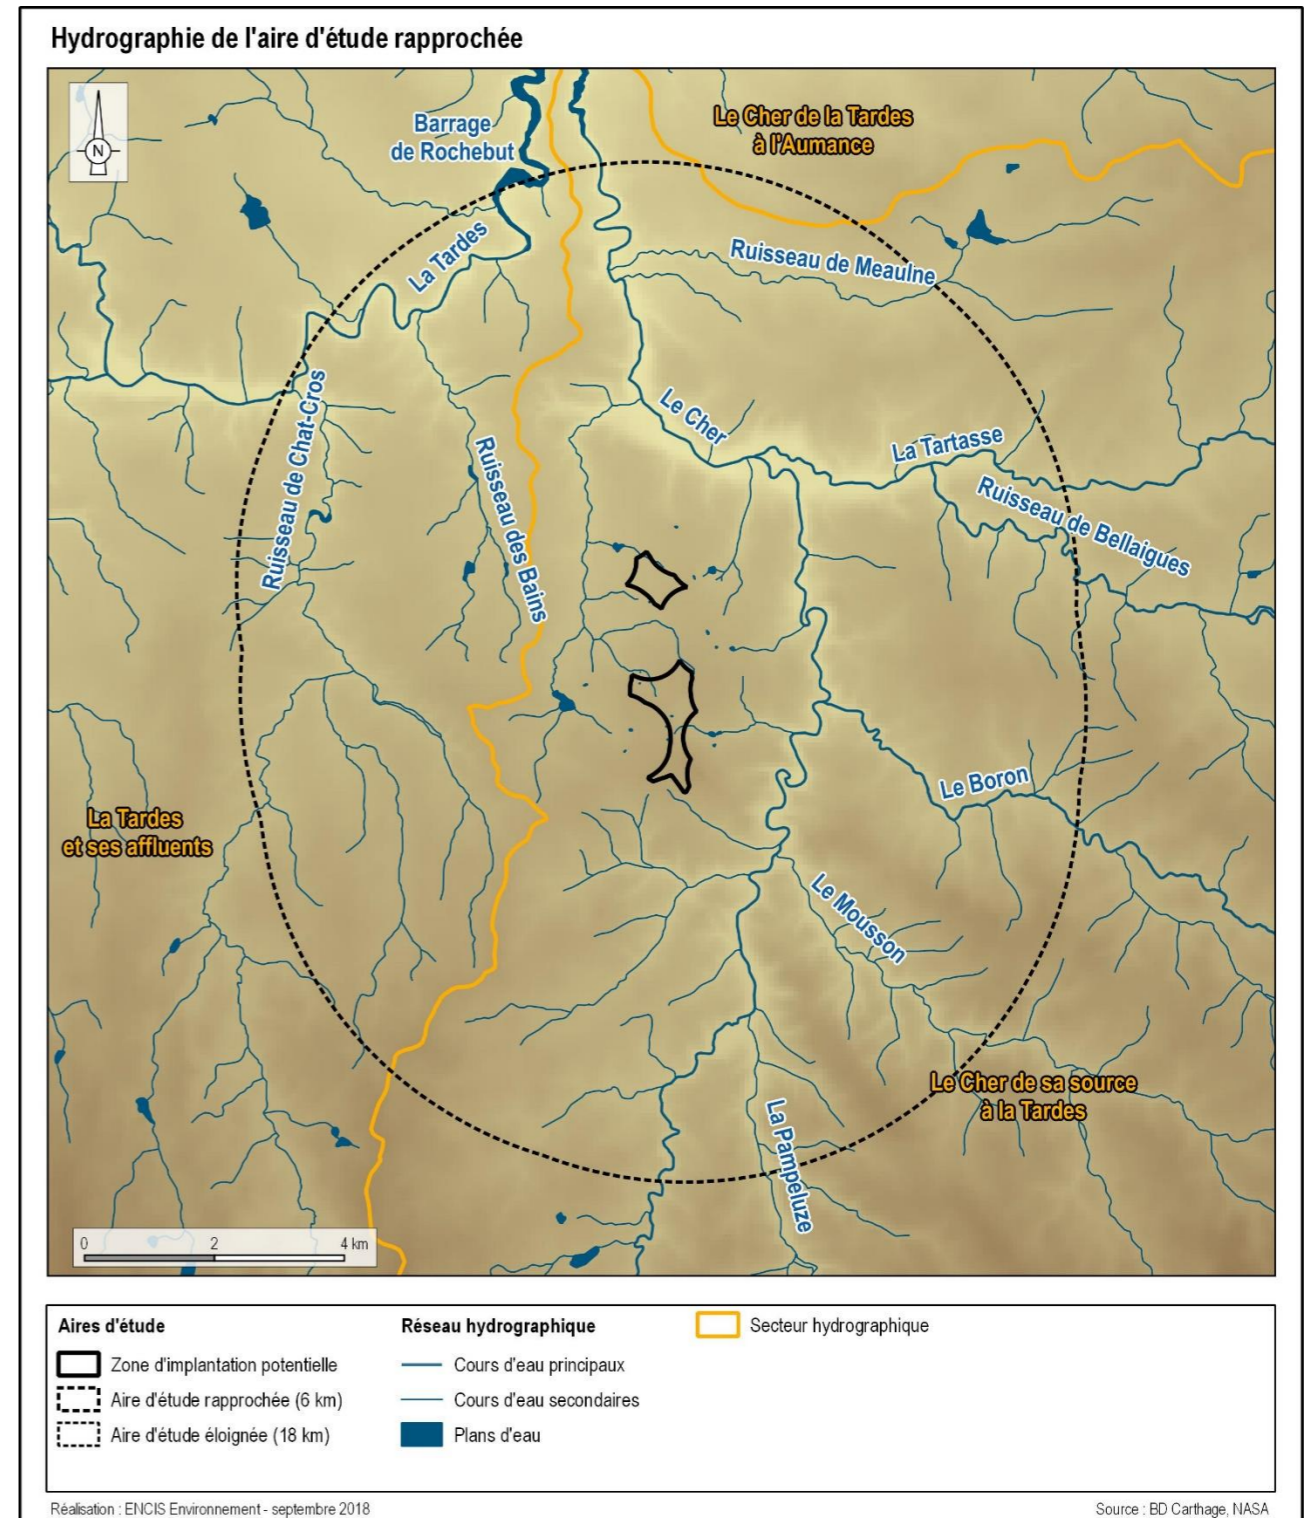 Hydrographie de l'aire d'étude rapprochée
N
Barrage
de Rochebut
Le Cher de la Tardes
à l'Aumance
La Tardes
Ruisseau de Meaulne
Ruisseau de Chat-Cros
Le Cher
La Tartasse
Ruisseau des Bains
Ruisseau de Bellaigues
Le Boron
La Tardes
et ses affluents
Le Mousson
Le Cher de sa source
à la Tardes
La Pampeluze
0 2 4 km
Aires d'étude
Zone d'implantation potentielle
Aire d'étude rapprochée (6 km)
Aire d'étude éloignée (18 km)
Réseau hydrographique
Cours d'eau principaux
Cours d'eau secondaires
Plans d'eau
Secteur hydrographique
Réalisation : ENCIS Environnement - septembre 2018
Source : BD Carthage, NASA